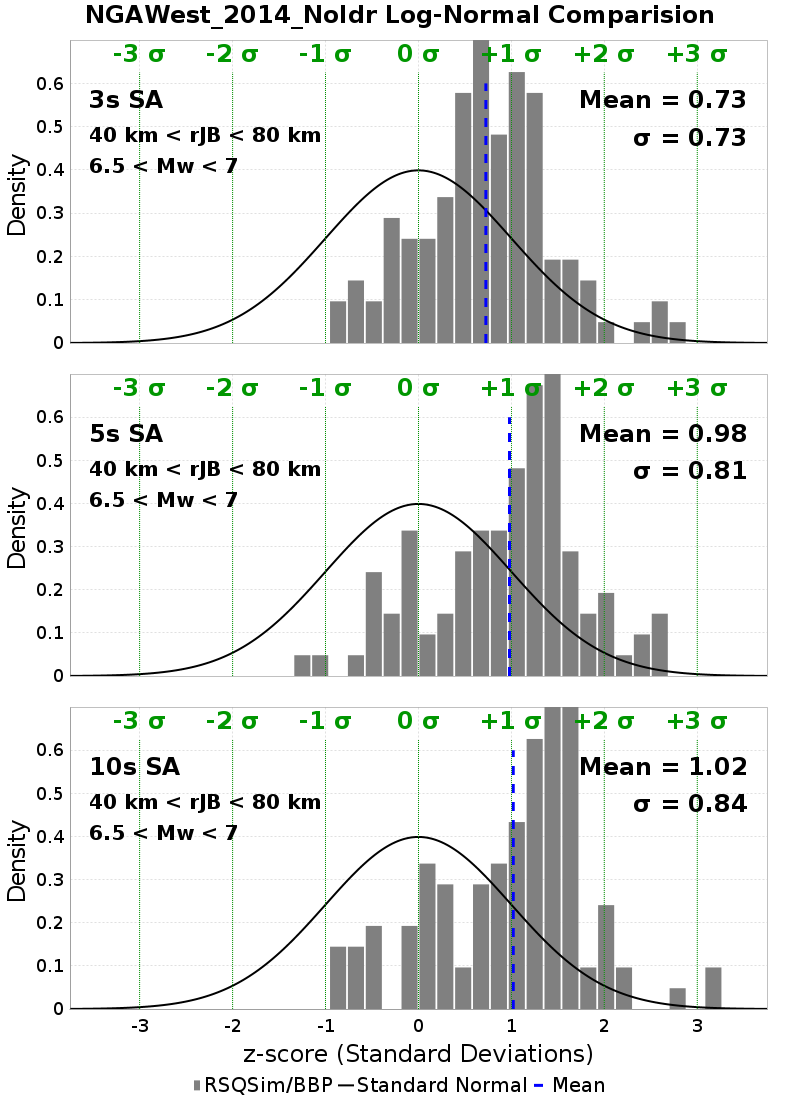 NGAWest_2014_NoIdr Log-Normal Comparision
-3 σ -2 σ -1 σ 0 σ +1 σ +2 σ +3 σ
3s SA
Mean = 0.73
40 km < rJB < 80 km
σ = 0.73
6.5 < Mw < 7
Density
0.6
0.5
0.4
0.3
0.2
0.1
0
-3 σ -2 σ -1 σ 0 σ +1 σ +2 σ +3 σ
5s SA
Mean = 0.98
40 km < rJB < 80 km
σ = 0.81
6.5 < Mw < 7
Density
0.6
0.5
0.4
0.3
0.2
0.1
0
-3 σ -2 σ -1 σ 0 σ +1 σ +2 σ +3 σ
10s SA
Mean = 1.02
40 km < rJB < 80 km
σ = 0.84
6.5 < Mw < 7
Density
0.6
0.5
0.4
0.3
0.2
0.1
0
-3 -2 -1 0 1 2 3
z-score (Standard Deviations)
RSQSim/BBP Standard Normal Mean